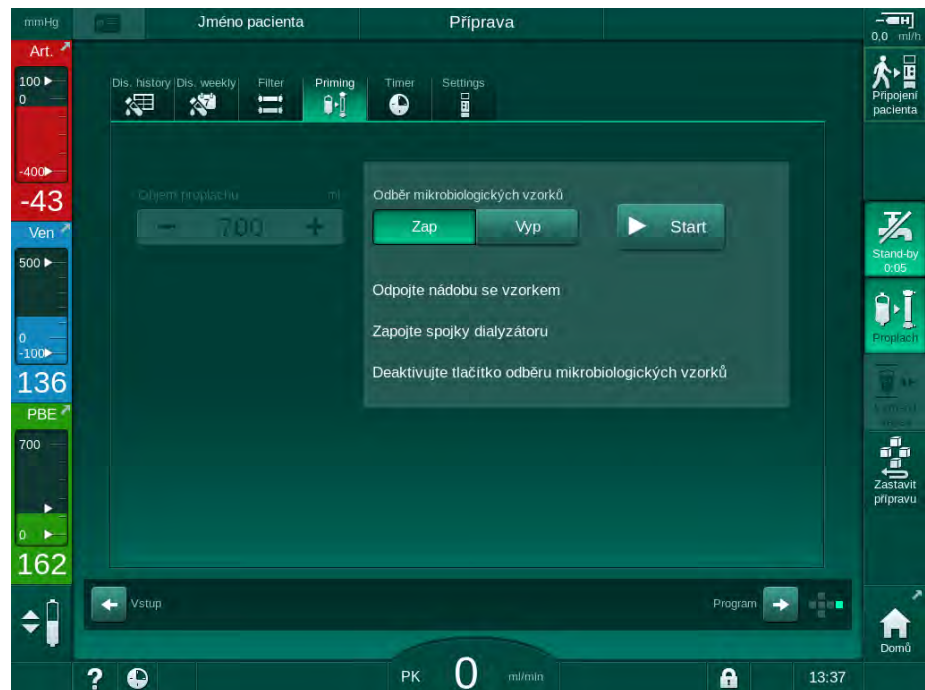 mmHg
Jméno pacienta
Příprava
0,0 ml/h
Art.
100
0
-400
-43
Ven
500
0
-100
136
PBE
700
0
162
Dis. history
Dis. weekly
Filter
Priming
Timer
Settings
Objem proplachu ml
700
Odběr mikrobiologických vzorků
Zap
Vyp
Start
Odpojte nádobu se vzorkem
Zapojte spojky dialyzátoru
Deaktivujte tlačítko odběru mikrobiologických vzorků
Připojení
pacienta
Stand-by
0:05
Proplach
Zastavit
přípravu
Vstup
Program
Domů
?
PK 0 ml/min
13:37